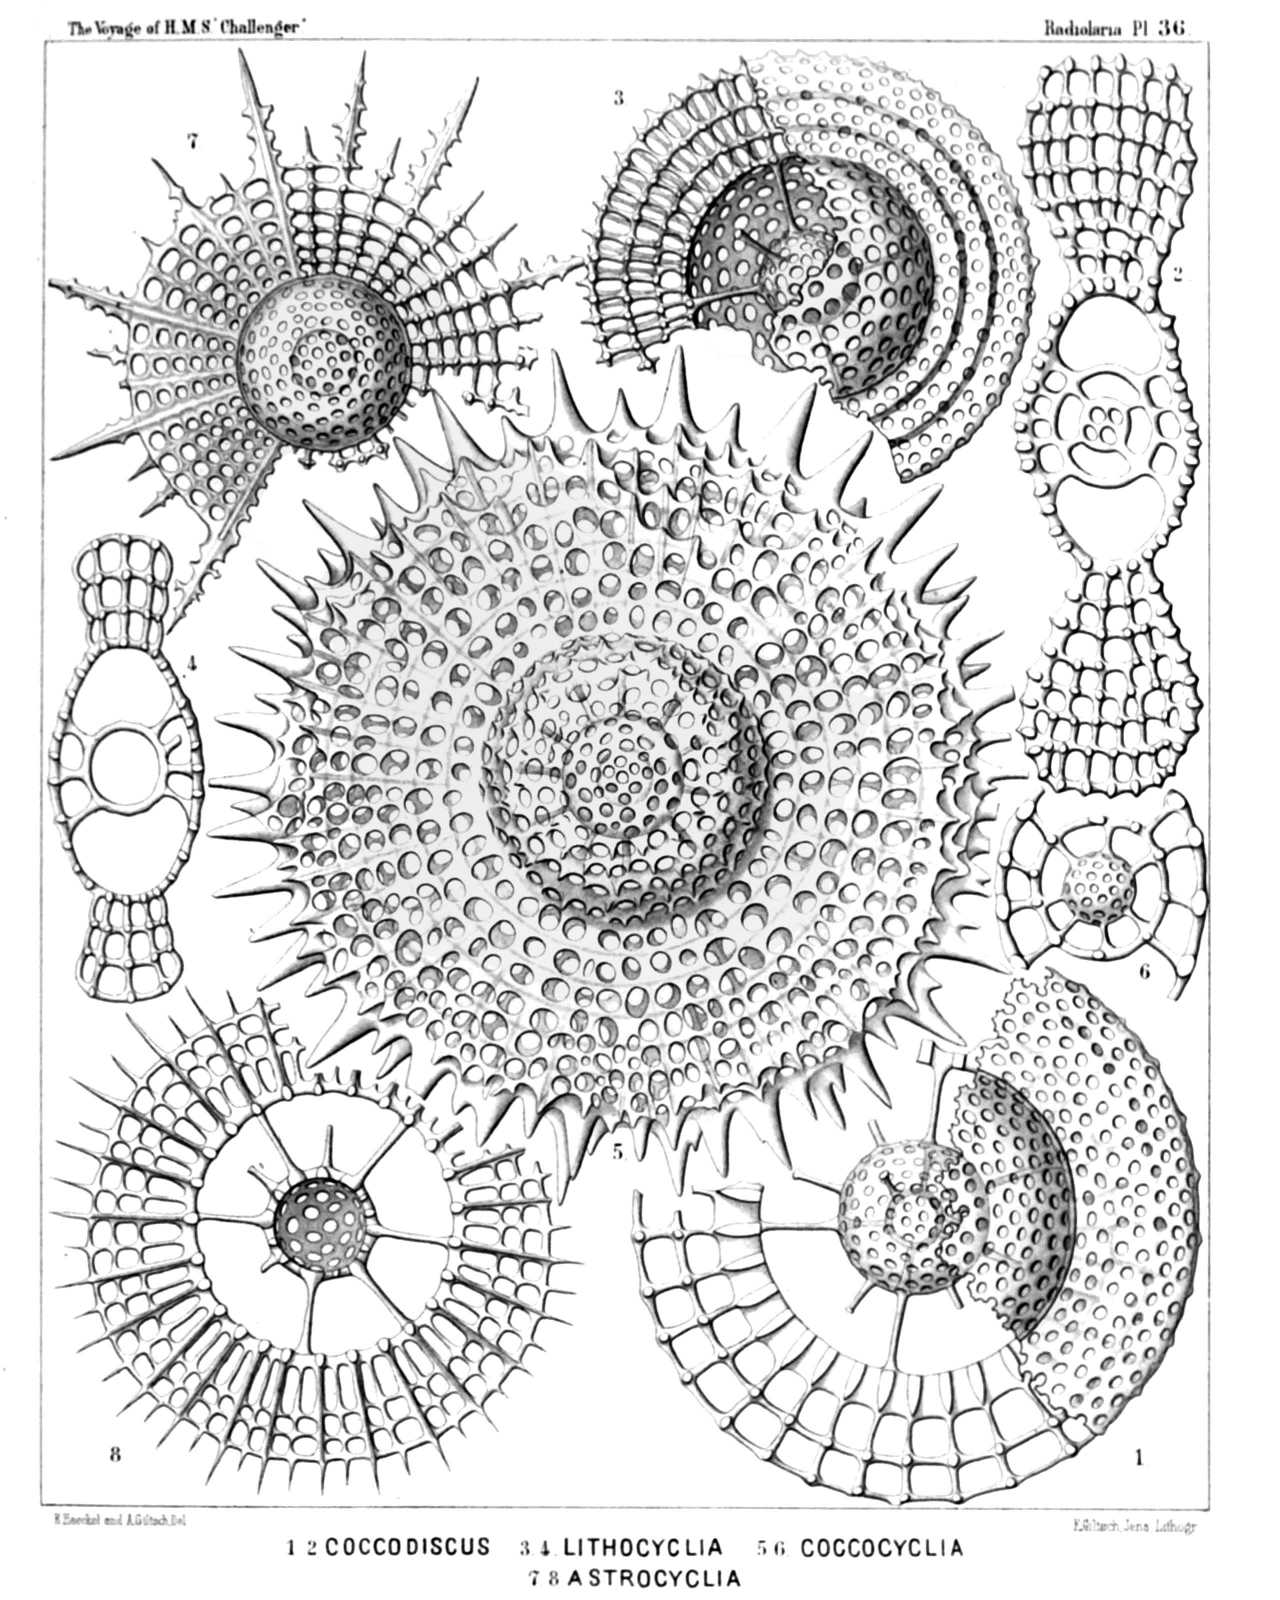 The Voyage of H.M.S. 'Challenger'
Radiolaria Pl 36.
7
3
2
4
6
5.
8
1
E.Haeckel and A.Giltsch,Del.
E.Giltsch, Jena, Lithogr.
1 2 COCCODISCUS 3 4. LITHOCYCLIA 5 6. COCCOCYCLIA
7 8 ASTROCYCLIA